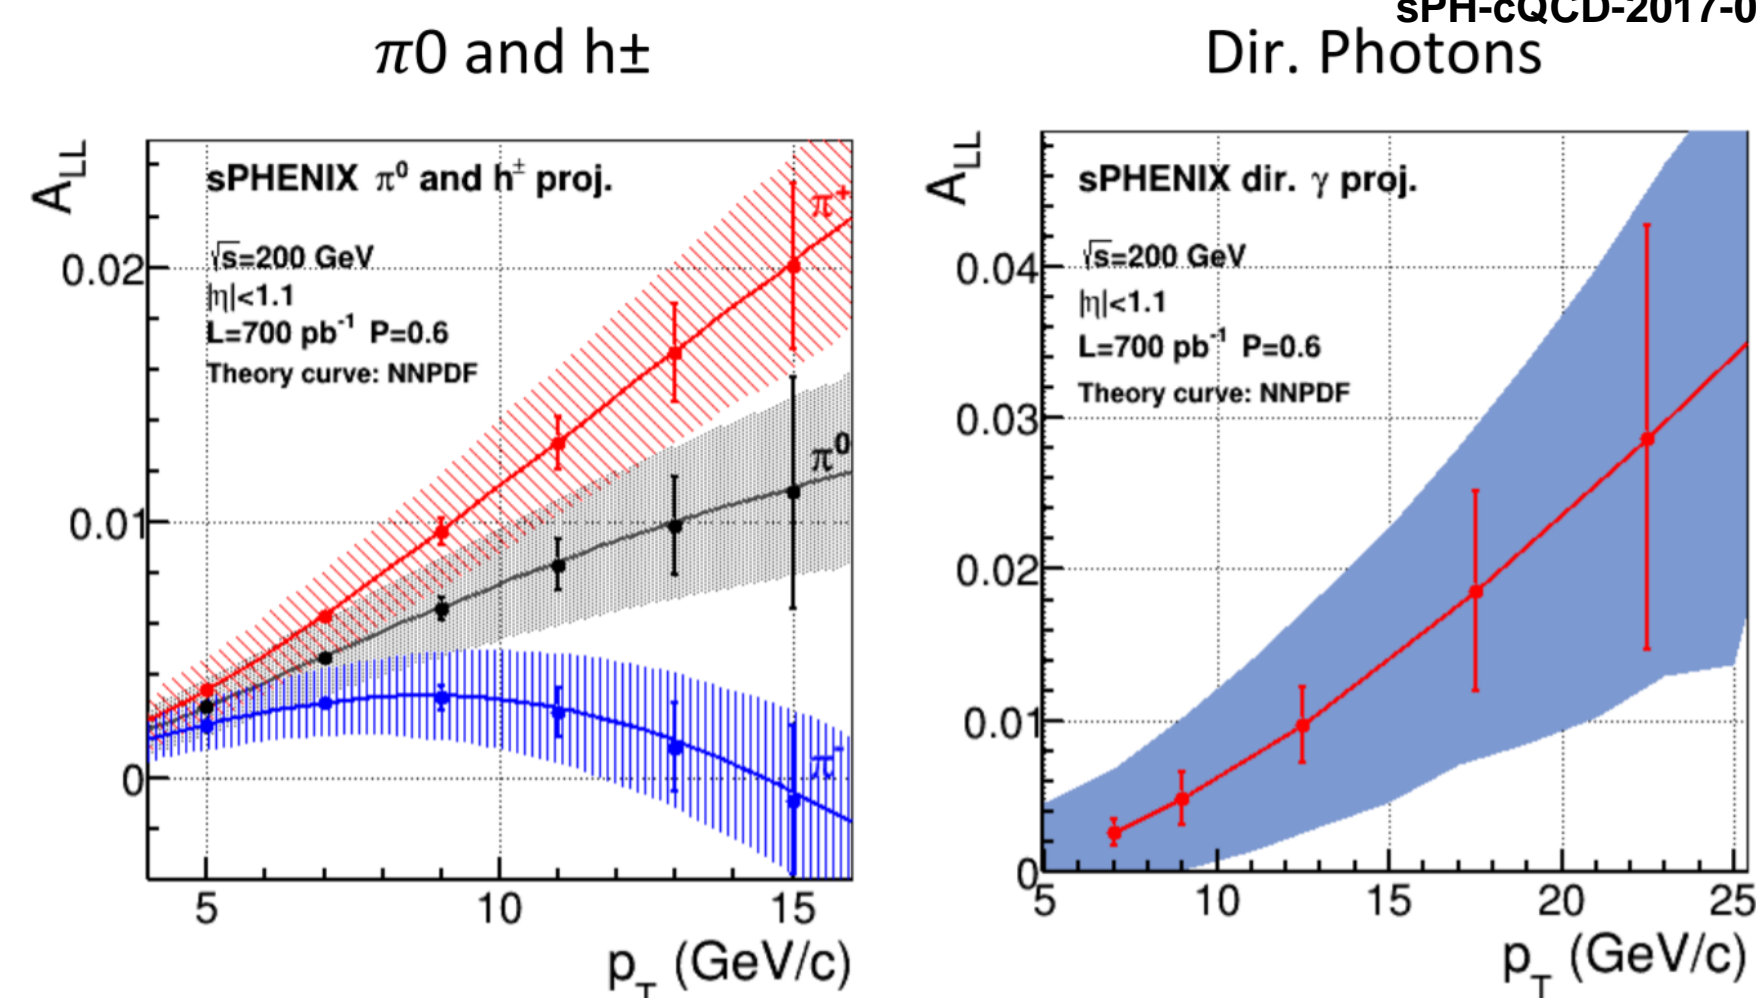 sPH-cQCD-2017-0
π0 and h±
Dir. Photons
A_LL
sPHENIX π⁰ and h± proj.
√s=200 GeV
|η|<1.1
L=700 pb⁻¹ P=0.6
Theory curve: NNPDF
π⁺
π⁰
π⁻
0.02
0.01
0
5 10 15
p_T (GeV/c)
A_LL
sPHENIX dir. γ proj.
√s=200 GeV
|η|<1.1
L=700 pb⁻¹ P=0.6
Theory curve: NNPDF
0.04
0.03
0.02
0.01
0
5 10 15 20 25
p_T (GeV/c)